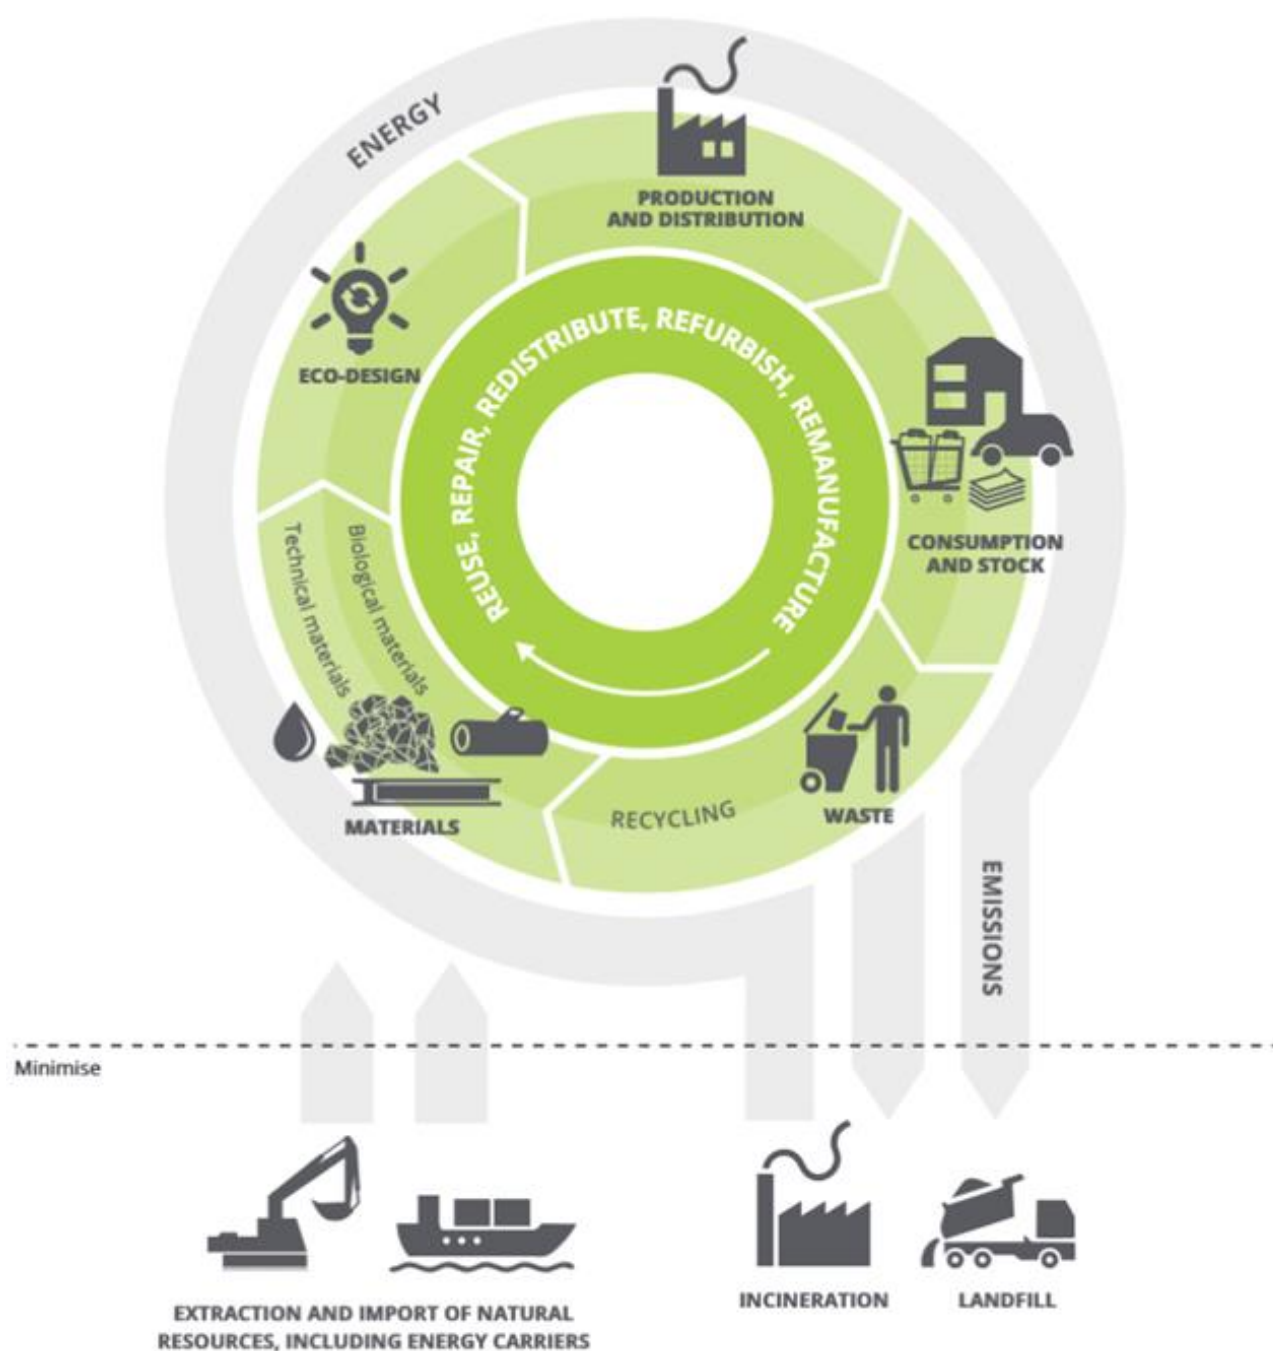 ENERGY
PRODUCTION
AND DISTRIBUTION
ECO-DESIGN
REUSE, REPAIR, REDISTRIBUTE, REFURBISH, REMANUFACTURE
CONSUMPTION
AND STOCK
Technical materials
Biological materials
MATERIALS
RECYCLING
WASTE
EMISSIONS
Minimise
EXTRACTION AND IMPORT OF NATURAL
RESOURCES, INCLUDING ENERGY CARRIERS
INCINERATION
LANDFILL